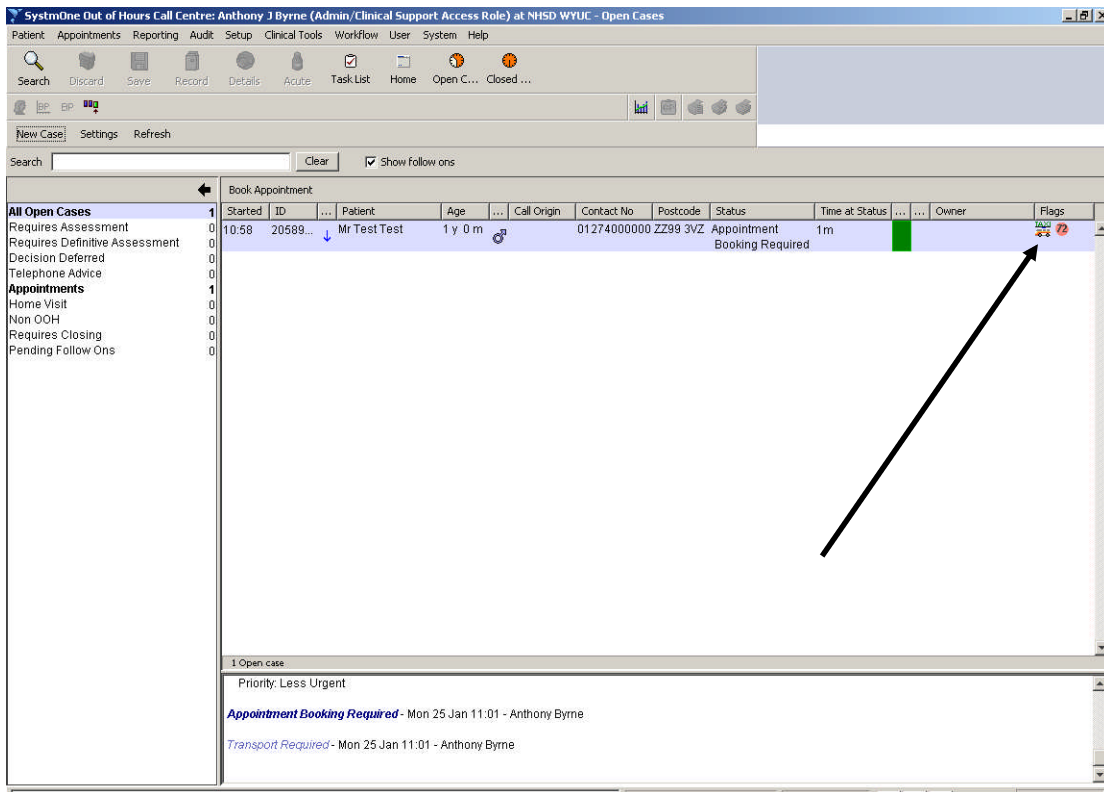 SystmOne Out of Hours Call Centre: Anthony J Byrne (Admin/Clinical Support Access Role) at NHSD WYUC - Open Cases
Patient Appointments Reporting Audit Setup Clinical Tools Workflow User System Help
Search Discard Save Record Details Acute Task List Home Open C... Closed ...
BP BP
New Case Settings Refresh
Search Clear Show follow ons
Book Appointment
All Open Cases 1
Requires Assessment 0
Requires Definitive Assessment 0
Decision Deferred 0
Telephone Advice 0
Appointments 1
Home Visit 0
Non OOH 0
Requires Closing 0
Pending Follow Ons 0
Started ID ... Patient Age ... Call Origin Contact No Postcode Status Time at Status ... ... Owner Flags
10:58 20589... Mr Test Test 1 y 0 m 01274000000 ZZ99 3VZ Appointment 1m TAXI 72
Booking Required
1 Open case
Priority: Less Urgent
Appointment Booking Required - Mon 25 Jan 11:01 - Anthony Byrne
Transport Required - Mon 25 Jan 11:01 - Anthony Byrne